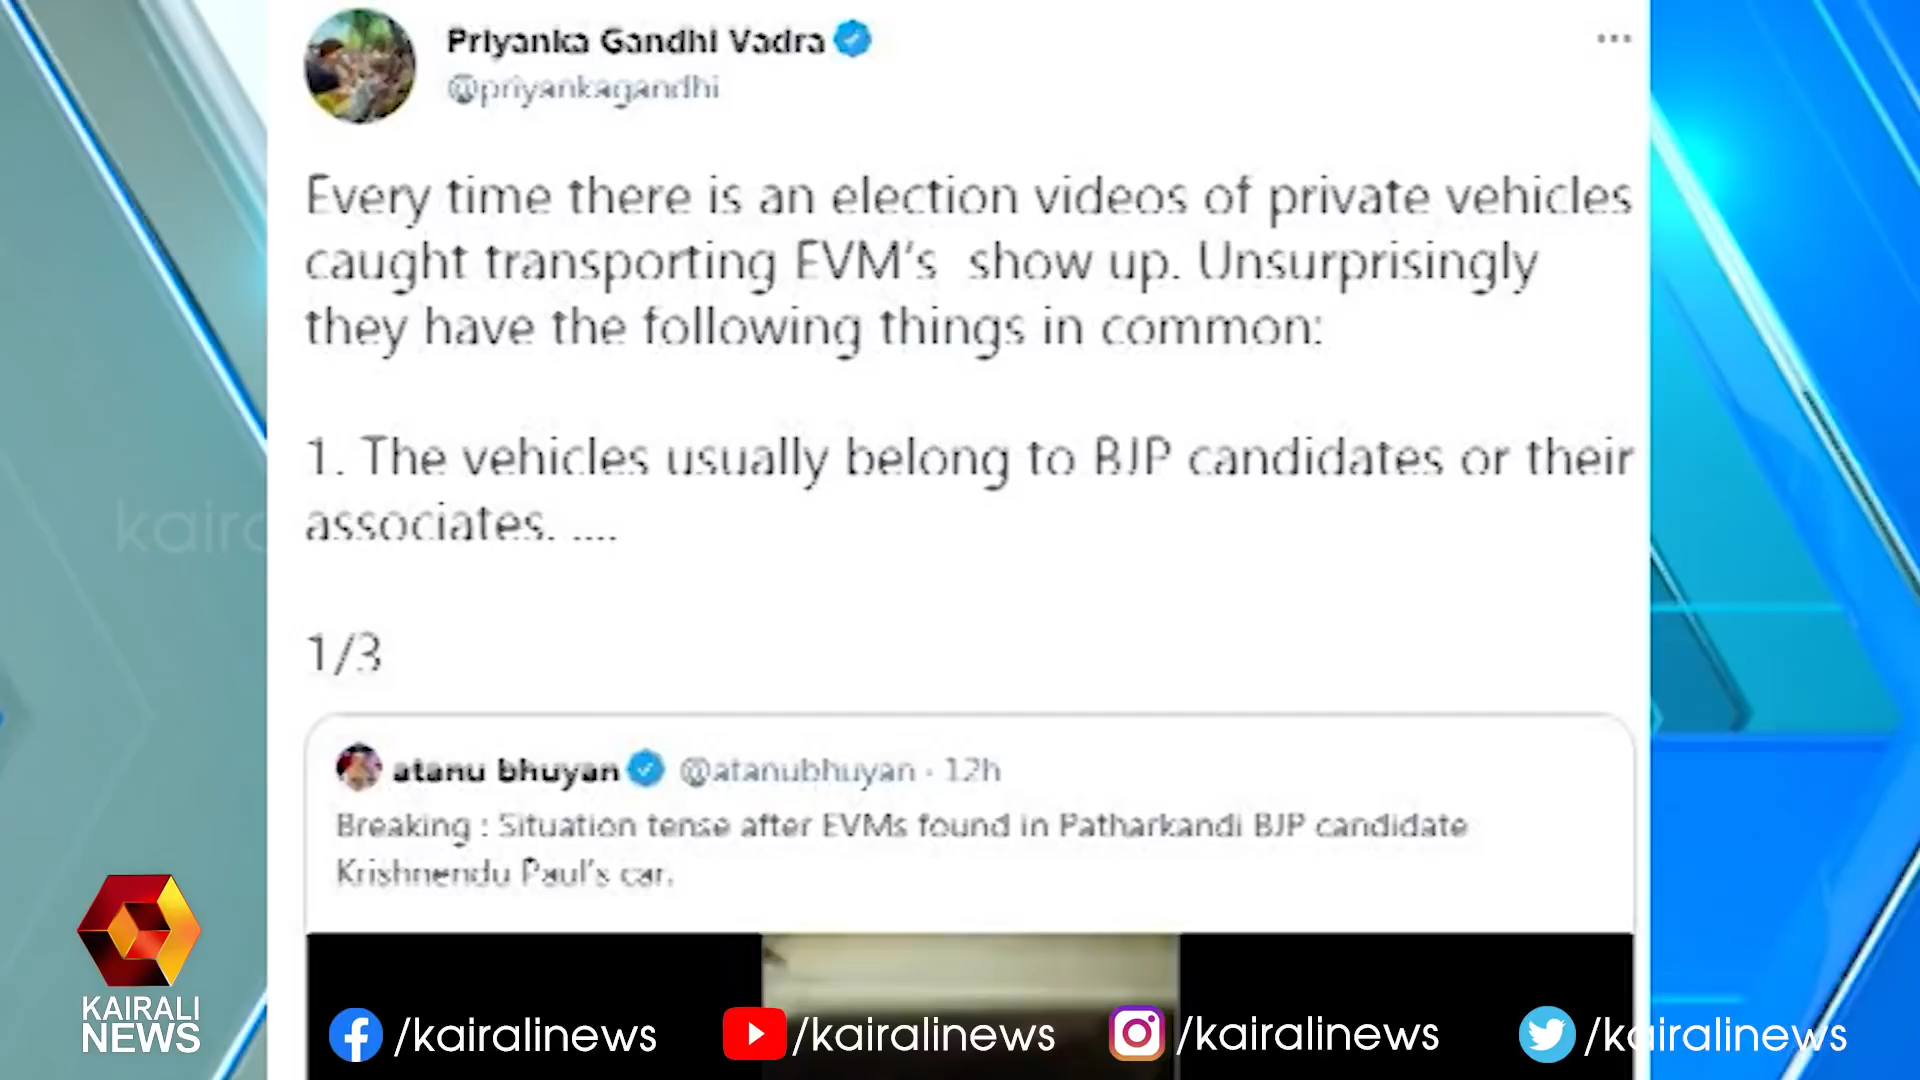 Priyanka Gandhi Vadra
@priyankagandhi
Every time there is an election videos of private vehicles
caught transporting EVM's show up. Unsurprisingly
they have the following things in common:
1. The vehicles usually belong to BJP candidates or their
associates. ....
1/3
atanu bhuyan @atanubhuyan · 12h
Breaking : Situation tense after EVMs found in Patharkandi BJP candidate
Krishnendu Paul's car.
kaira
KAIRALI
NEWS
/kairalinews /kairalinews /kairalinews /kairalinews